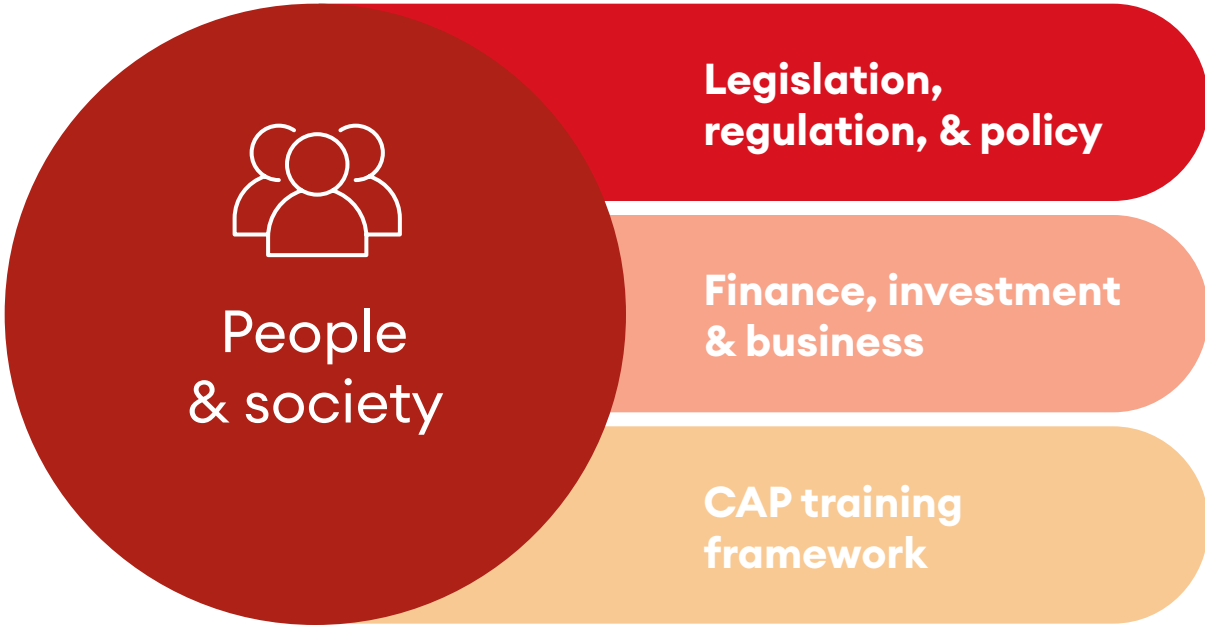 People
& society
Legislation,
regulation, & policy
Finance, investment
& business
CAP training
framework